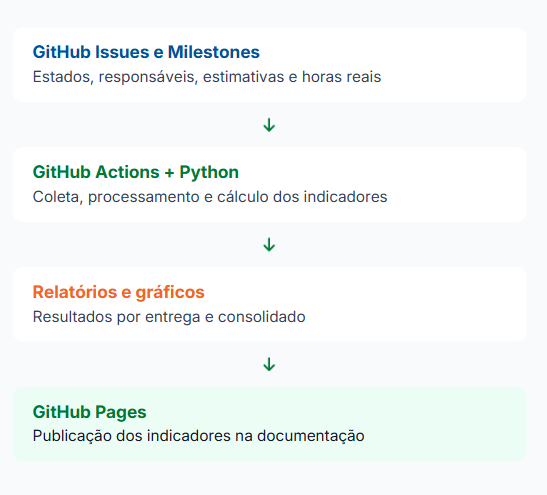 GitHub Issues e Milestones
Estados, responsáveis, estimativas e horas reais
↓
GitHub Actions + Python
Coleta, processamento e cálculo dos indicadores
↓
Relatórios e gráficos
Resultados por entrega e consolidado
↓
GitHub Pages
Publicação dos indicadores na documentação